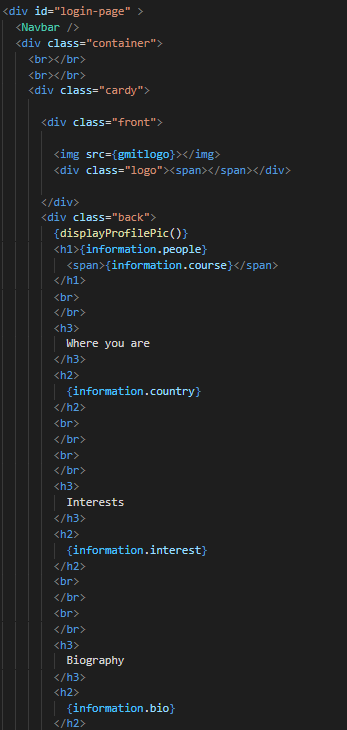 <div id="login-page" >
<Navbar />
<div class="container">
<br></br>
<br></br>
<div class="cardy">
<div class="front">
<img src={gmitlogo}></img>
<div class="logo"><span></span></div>
</div>
<div class="back">
{displayProfilePic()}
<h1>{information.people}
<span>{information.course}</span>
</h1>
<br>
</br>
<h3>
Where you are
</h3>
<h2>
{information.country}
</h2>
<br>
</br>
<br>
</br>
<h3>
Interests
</h3>
<h2>
{information.interest}
</h2>
<br>
</br>
<br>
</br>
<h3>
Biography
</h3>
<h2>
{information.bio}
</h2>